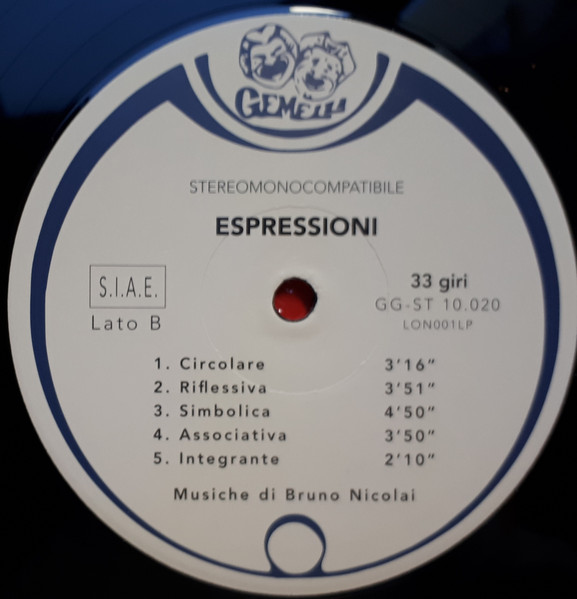 GEMELLI
STEREOMONOCOMPATIBILE
ESPRESSIONI
S.I.A.E.
Lato B
33 giri
GG-ST 10.020
LON001LP
1. Circolare 3'16"
2. Riflessiva 3'51"
3. Simbolica 4'50"
4. Associativa 3'50"
5. Integrante 2'10"
Musiche di Bruno Nicolai